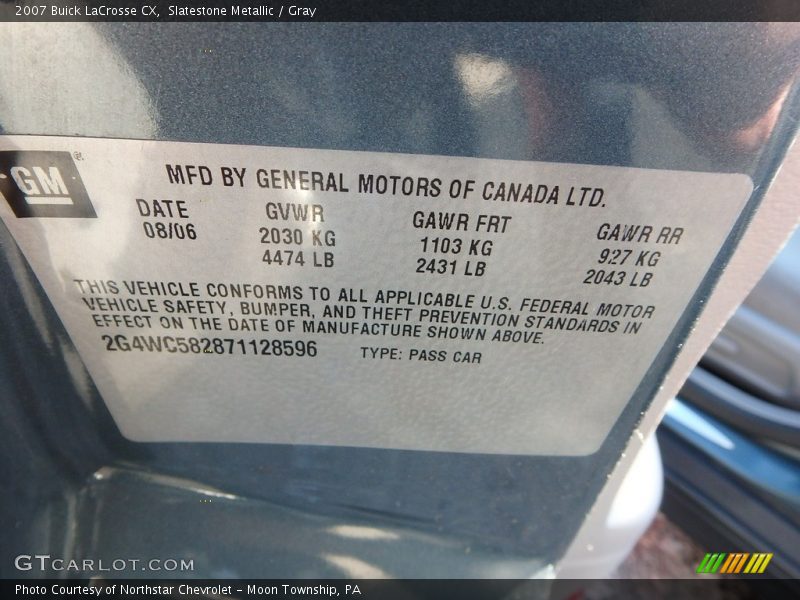 2007 Buick LaCrosse CX, Slatestone Metallic / Gray
GM
®
MFD BY GENERAL MOTORS OF CANADA LTD.
DATE GVWR GAWR FRT GAWR RR
08/06 2030 KG 1103 KG 927 KG
4474 LB 2431 LB 2043 LB
THIS VEHICLE CONFORMS TO ALL APPLICABLE U.S. FEDERAL MOTOR
VEHICLE SAFETY, BUMPER, AND THEFT PREVENTION STANDARDS IN
EFFECT ON THE DATE OF MANUFACTURE SHOWN ABOVE.
2G4WC582871128596 TYPE: PASS CAR
GTCARLOT.COM
Photo Courtesy of Northstar Chevrolet - Moon Township, PA